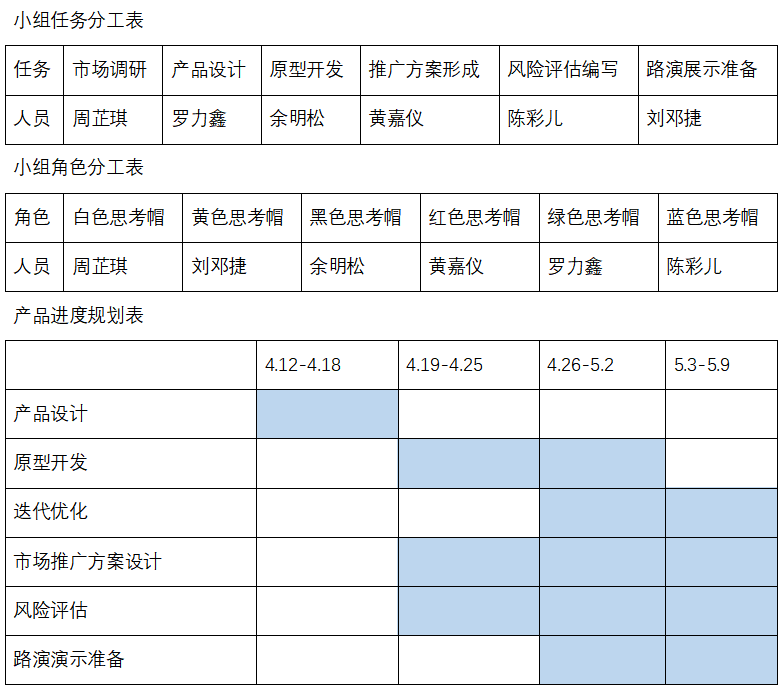 小组任务分工表
任务 市场调研 产品设计 原型开发 推广方案形成 风险评估编写 路演展示准备
人员 周芷琪 罗力鑫 余明松 黄嘉仪 陈彩儿 刘邓捷
小组角色分工表
角色 白色思考帽 黄色思考帽 黑色思考帽 红色思考帽 绿色思考帽 蓝色思考帽
人员 周芷琪 刘邓捷 余明松 黄嘉仪 罗力鑫 陈彩儿
产品进度规划表
4.12-4.18 4.19-4.25 4.26-5.2 5.3-5.9
产品设计
原型开发
迭代优化
市场推广方案设计
风险评估
路演演示准备